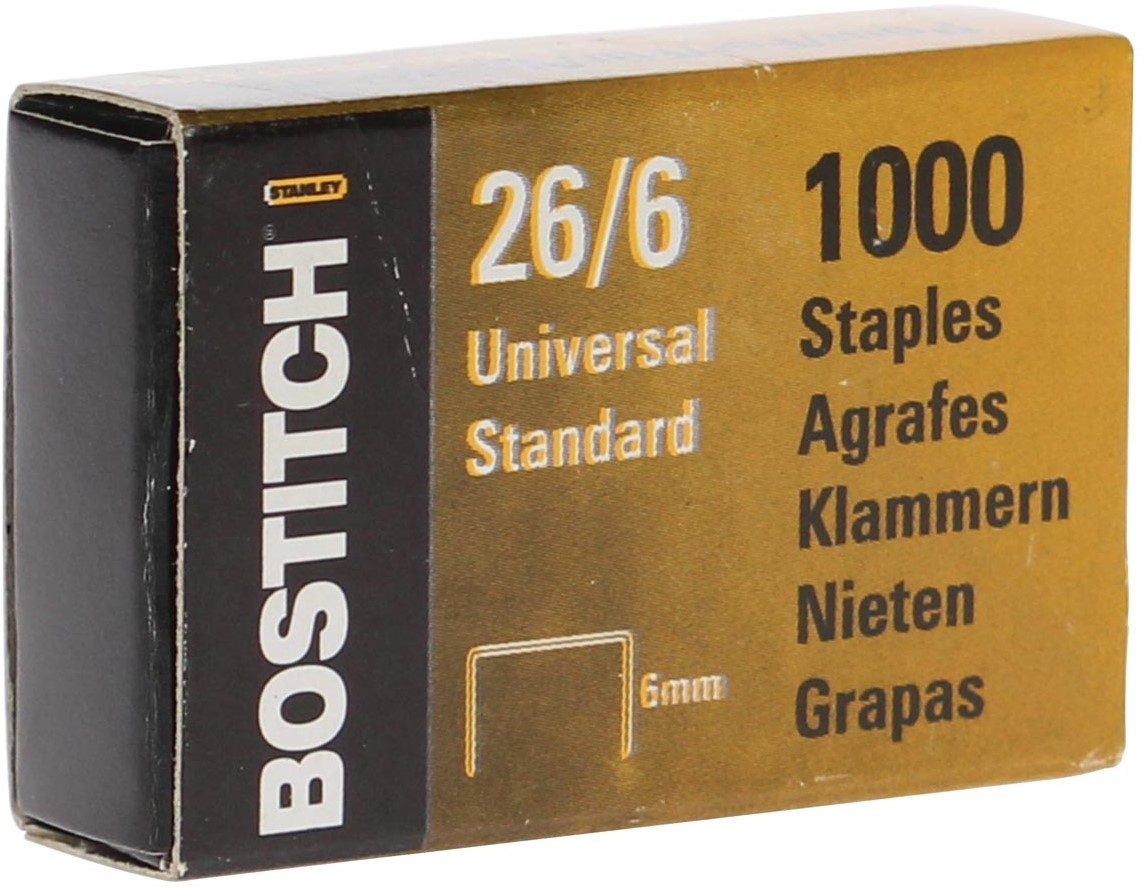 STANLEY
BOSTITCH®
26/6
Universal
Standard
6mm
1000
Staples
Agrafes
Klammern
Nieten
Grapas